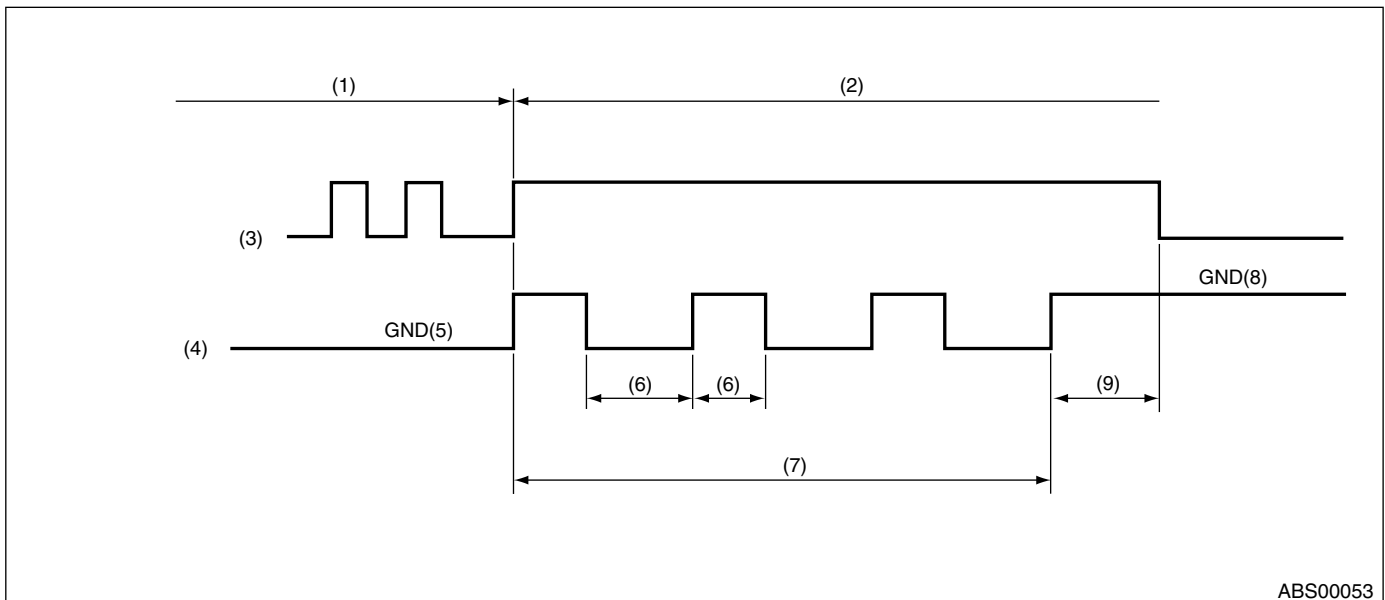 (1)
(2)
(3)
GND(8)
GND(5)
(4)
(6)
(6)
(9)
(7)
ABS00053